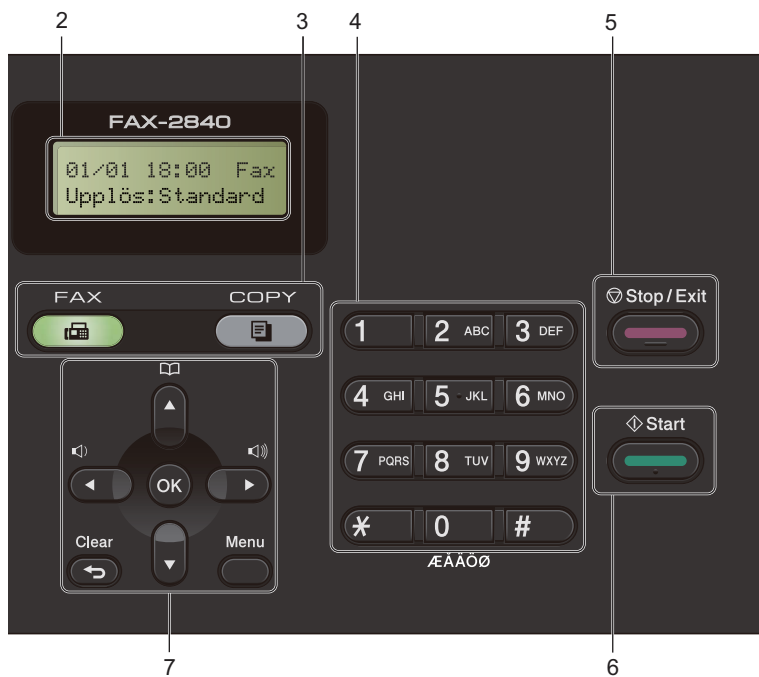 2 3 4 5
FAX-2840
01/01 18:00 Fax
Upplös:Standard
FAX COPY
Stop/Exit
1 2 ABC 3 DEF
4 GHI 5 JKL 6 MNO
Start
7 PQRS 8 TUV 9 WXYZ
OK
* 0 #
Clear Menu
ÆÅÄÖØ
7 6